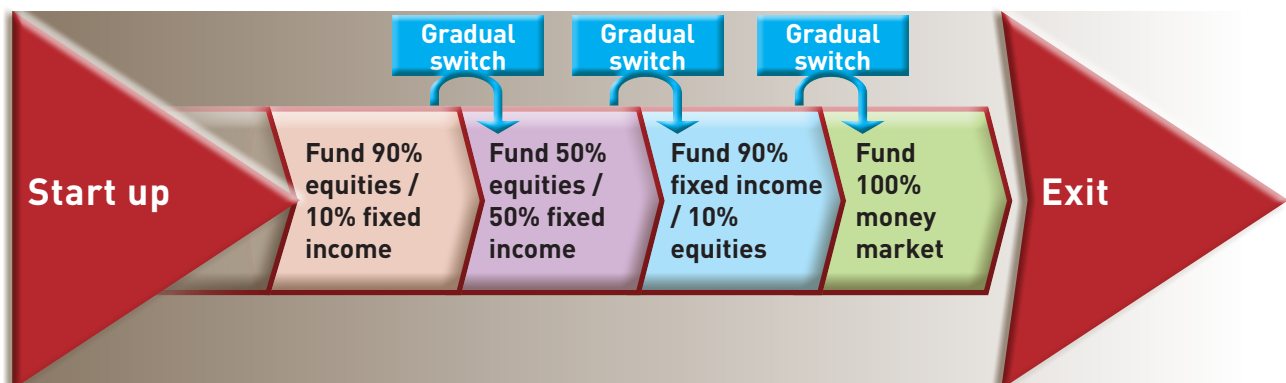 Gradual
switch
Gradual
switch
Gradual
switch
Start up
Fund 90%
equities /
10% fixed
income
Fund 50%
equities /
50% fixed
income
Fund 90%
fixed income
/ 10%
equities
Fund
100%
money
market
Exit